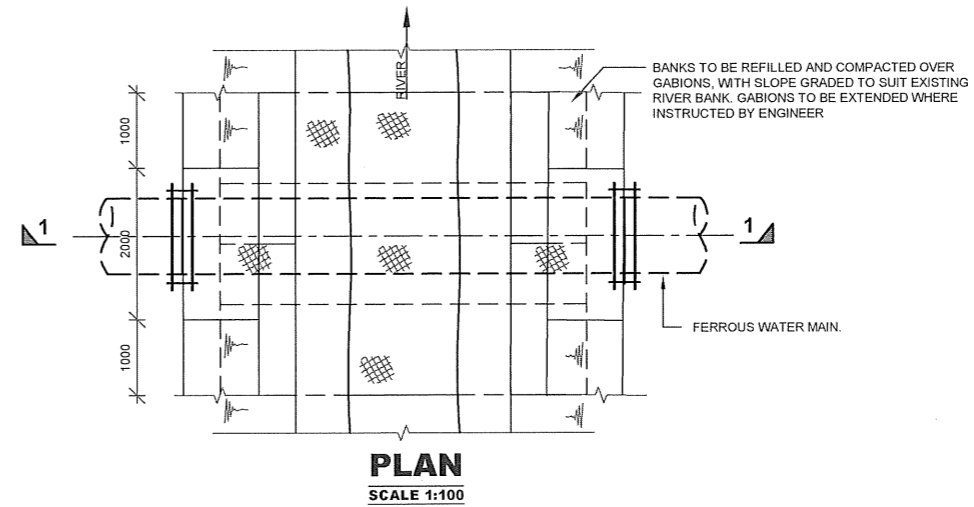 RIVER
BANKS TO BE REFILLED AND COMPACTED OVER
GABIONS, WITH SLOPE GRADED TO SUIT EXISTING
RIVER BANK. GABIONS TO BE EXTENDED WHERE
INSTRUCTED BY ENGINEER
1000
2000
1000
1
1
FERROUS WATER MAIN.
PLAN
SCALE 1:100